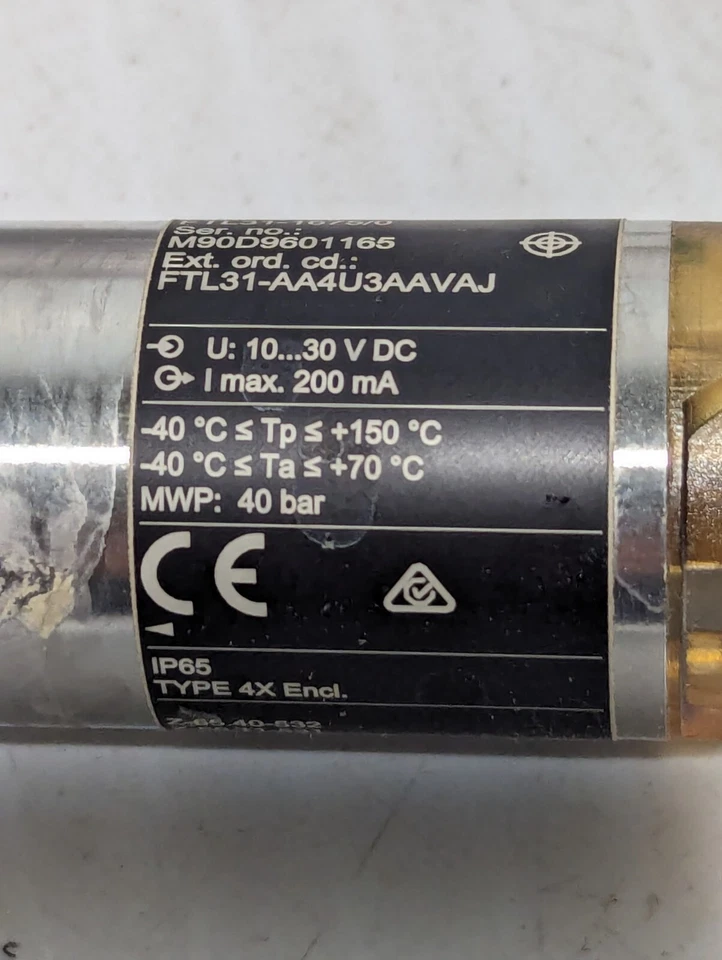 Ser. no.:
M90D9601165
Ext. ord. cd.:
FTL31-AA4U3AAVAJ
U: 10...30 V DC
I max. 200 mA
-40 °C ≤ Tp ≤ +150 °C
-40 °C ≤ Ta ≤ +70 °C
MWP: 40 bar
CE
IP65
TYPE 4X Encl.